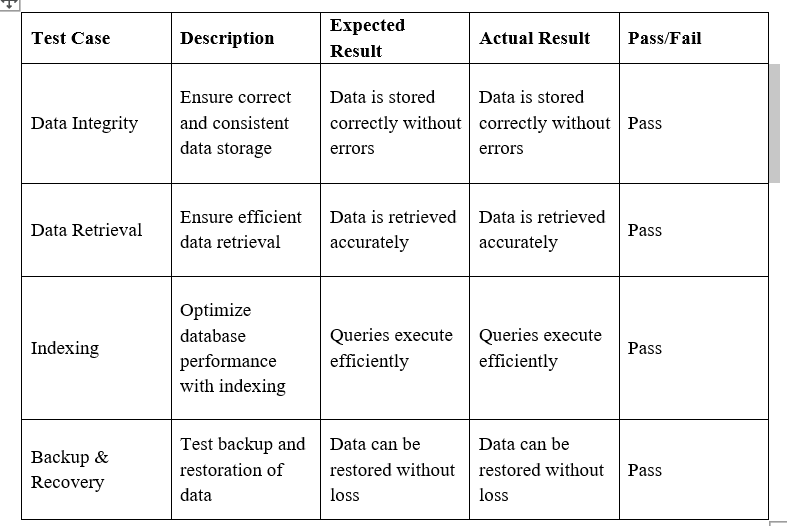 Test Case
Description
Expected
Result
Actual Result
Pass/Fail
Data Integrity
Ensure correct
and consistent
data storage
Data is stored
correctly without
errors
Data is stored
correctly without
errors
Pass
Data Retrieval
Ensure efficient
data retrieval
Data is retrieved
accurately
Data is retrieved
accurately
Pass
Indexing
Optimize
database
performance
with indexing
Queries execute
efficiently
Queries execute
efficiently
Pass
Backup &
Recovery
Test backup and
restoration of
data
Data can be
restored without
loss
Data can be
restored without
loss
Pass